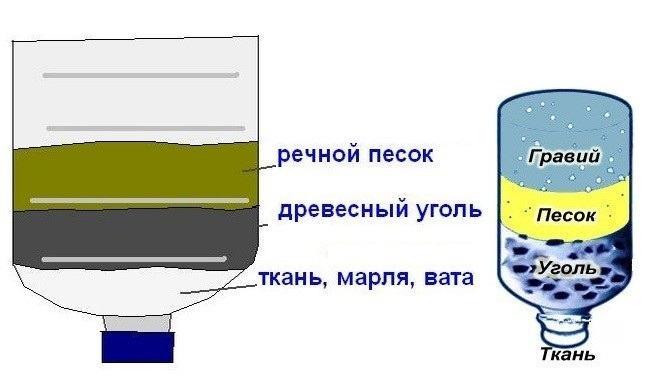 речной песок
древесный уголь
ткань, марля, вата
Гравий
Песок
Уголь
Ткань